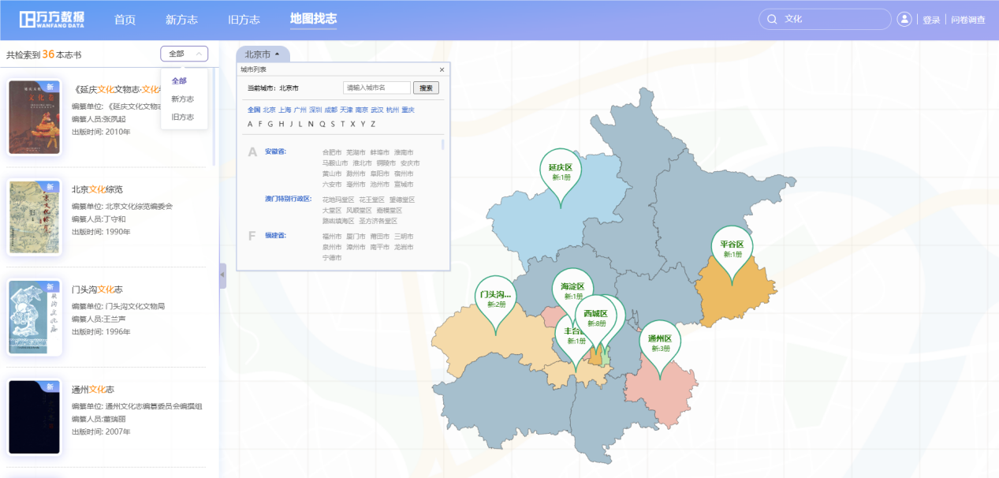 万方数据
WANFANG DATA
首页
新方志
旧方志
地图找志
文化
登录
问卷调查
共检索到36本志书
全部
全部
新方志
旧方志
新
《延庆文化文物志·文化
编纂单位: 《延庆文化文物
编纂人员:张夙起
出版时间: 2010年
新
北京文化综览
编纂单位: 北京文化综览编委会
编纂人员:丁守和
出版时间: 1990年
新
门头沟文化志
编纂单位: 门头沟文化文物局
编纂人员:王兰声
出版时间: 1996年
新
通州文化志
编纂单位: 通州文化志编纂委员会编撰组
编纂人员:董瑞丽
出版时间: 2007年
北京市
城市列表
×
当前城市: 北京市
请输入城市名
搜索
全国 北京 上海 广州 深圳 成都 天津 南京 武汉 杭州 重庆
A F G H J L N Q S T X Y Z
A
安徽省:
合肥市 芜湖市 蚌埠市 淮南市
马鞍山市 淮北市 铜陵市 安庆市
黄山市 滁州市 阜阳市 宿州市
六安市 亳州市 池州市 宣城市
澳门特别行政区:
花地玛堂区 花王堂区 望德堂区
大堂区 风顺堂区 嘉模堂区
路凼填海区 圣方济各堂区
F
福建省:
福州市 厦门市 莆田市 三明市
泉州市 漳州市 南平市 龙岩市
宁德市
延庆区
新:1册
平谷区
新:1册
海淀区
新:1册
门头沟...
新:2册
西城区
新:8册
丰台
新:1册
通州区
新:3册